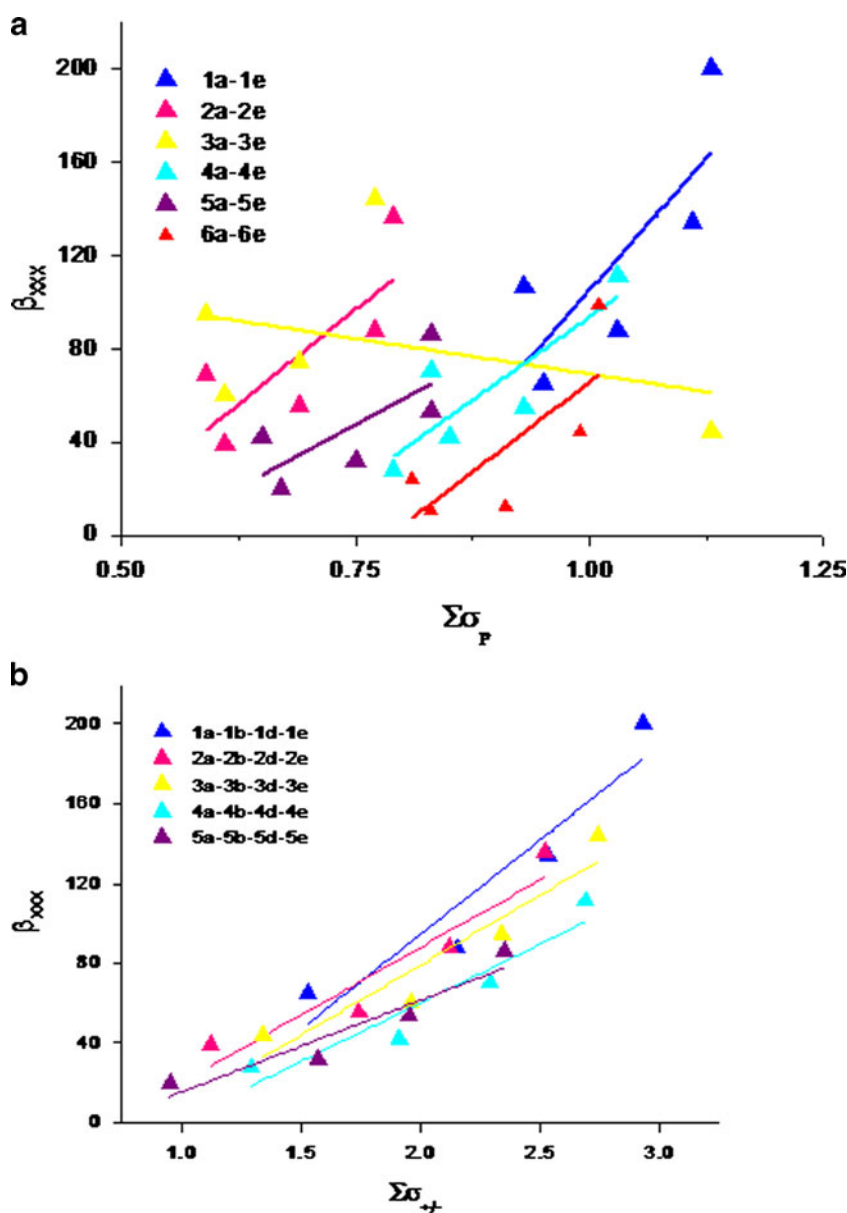 a
200
160
120
80
40
0
βxxx
1a-1e
2a-2e
3a-3e
4a-4e
5a-5e
6a-6e
0.50 0.75 1.00 1.25
Σσp
b
200
160
120
80
40
0
βxxx
1a-1b-1d-1e
2a-2b-2d-2e
3a-3b-3d-3e
4a-4b-4d-4e
5a-5b-5d-5e
1.0 1.5 2.0 2.5 3.0
Σσ+/-